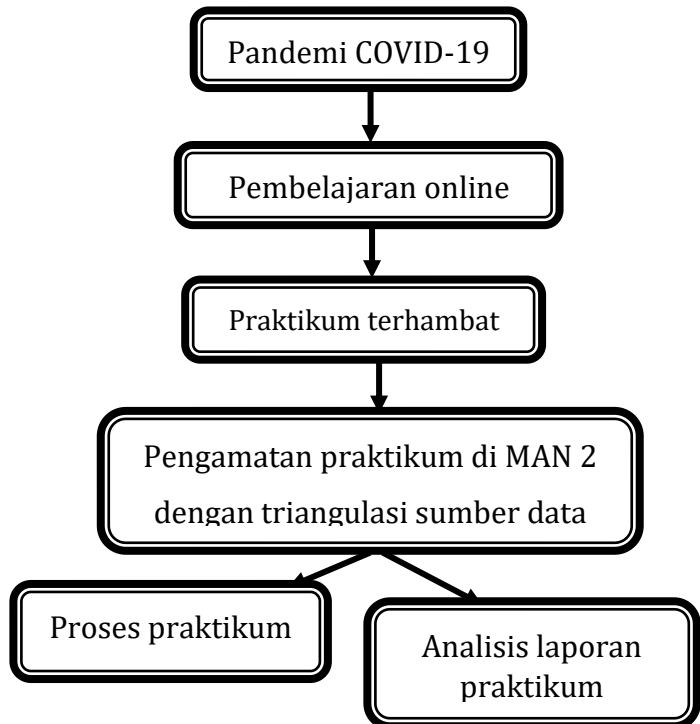 Pandemi COVID-19
Pembelajaran online
Praktikum terhambat
Pengamatan praktikum di MAN 2
dengan triangulasi sumber data
Proses praktikum
Analisis laporan
praktikum